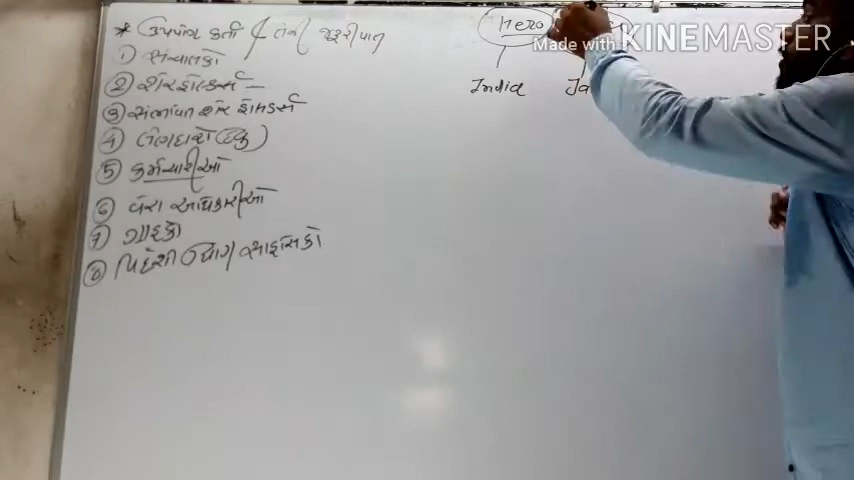 * ઉપયોગ કર્તા / તેની જરૂરીયાત
① સંચાલકો
② શેરહોલ્ડર્સ –
③ સંભવિત શેર હોલ્ડર્સ
④ લેણદારો
⑤ કર્મચારીઓ
⑥ વેરા અધિકારીઓ
⑦ ગ્રાહકો
⑧ વિદેશી
Hero
India Ja
Made with KINEMASTER